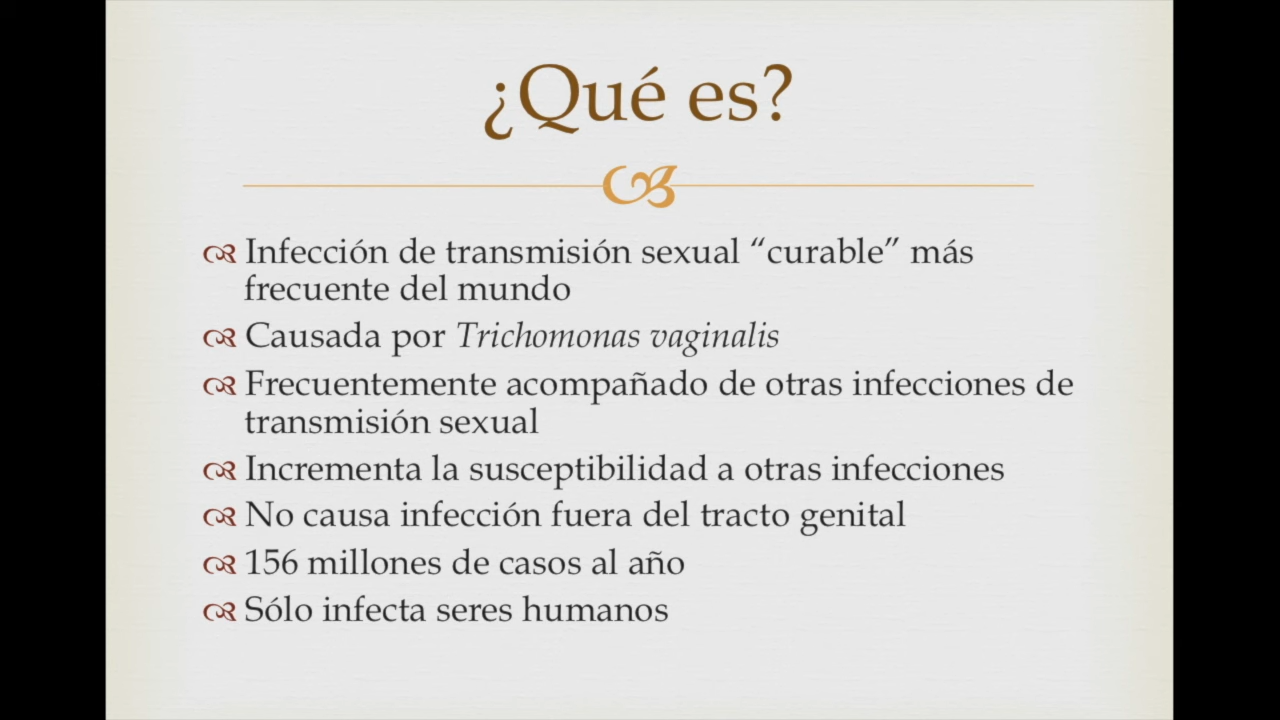 ¿Qué es?
Infección de transmisión sexual “curable” más
frecuente del mundo
Causada por Trichomonas vaginalis
Frecuentemente acompañado de otras infecciones de
transmisión sexual
Incrementa la susceptibilidad a otras infecciones
No causa infección fuera del tracto genital
156 millones de casos al año
Sólo infecta seres humanos